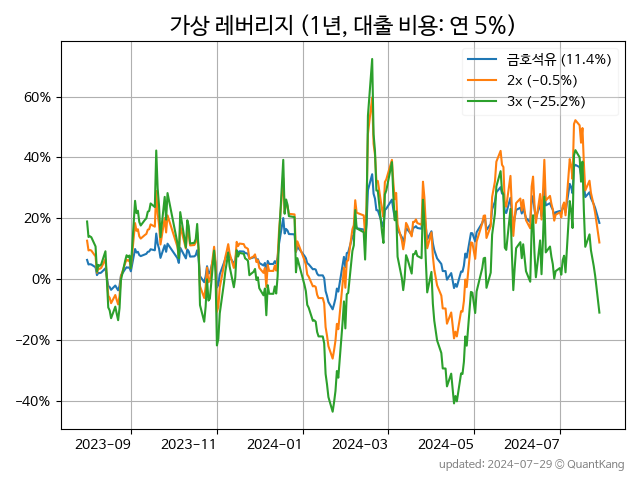 가상 레버리지 (1년, 대출 비용: 연 5%)
금호석유 (11.4%)
2x (−0.5%)
3x (−25.2%)
60%
40%
20%
0%
−20%
−40%
2023-09
2023-11
2024-01
2024-03
2024-05
2024-07
updated: 2024-07-29 © QuantKang